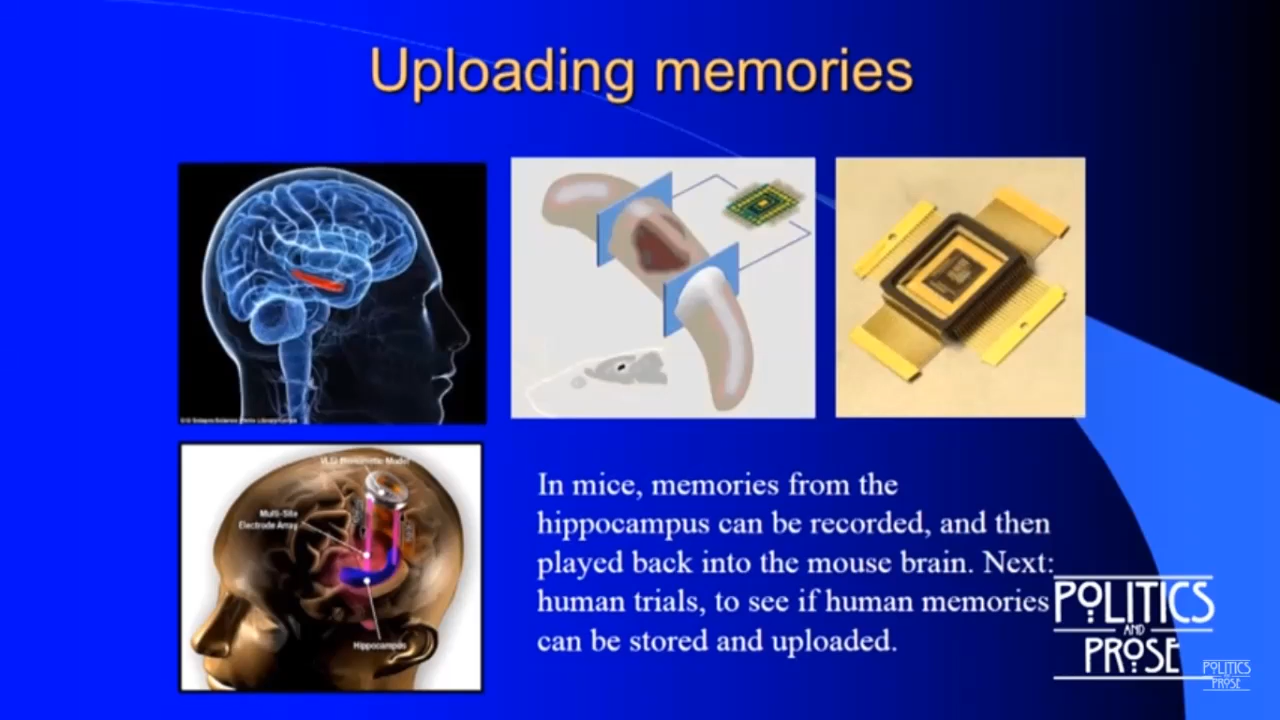 Uploading memories
Multi-Site
Electrode Array
Hippocampus
In mice, memories from the
hippocampus can be recorded, and then
played back into the mouse brain. Next:
human trials, to see if human memories
can be stored and uploaded.
POLITICS
AND
PROSE
POLITICS
PROSE